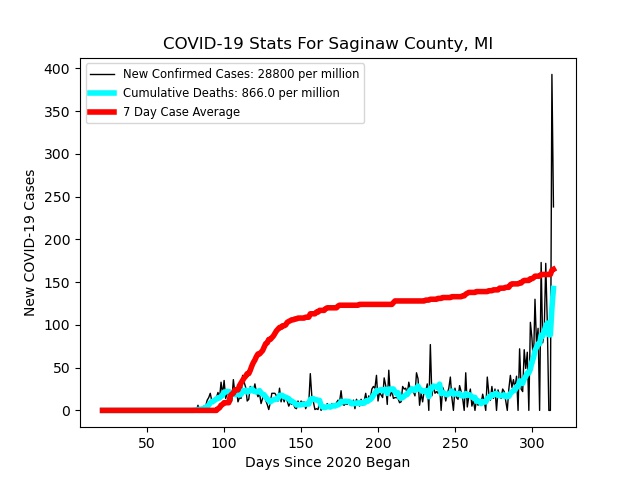 COVID-19 Stats For Saginaw County, MI
New Confirmed Cases: 28800 per million
Cumulative Deaths: 866.0 per million
7 Day Case Average
New COVID-19 Cases
400
350
300
250
200
150
100
50
0
50 100 150 200 250 300
Days Since 2020 Began